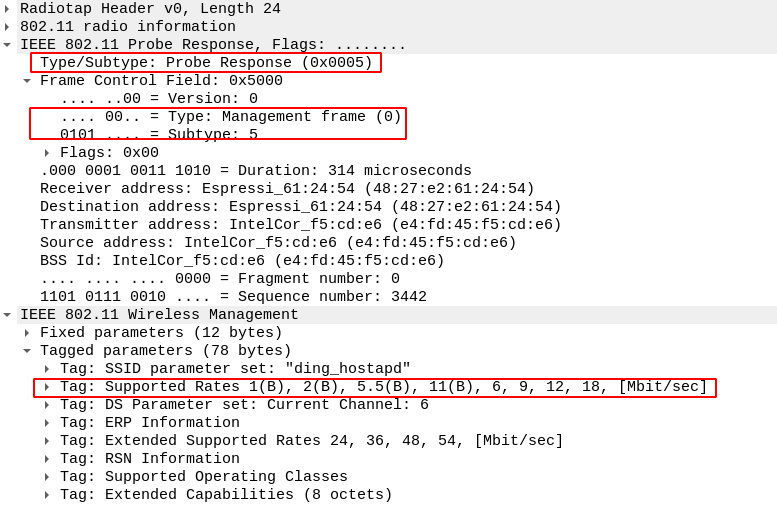 Radiotap Header v0, Length 24
802.11 radio information
IEEE 802.11 Probe Response, Flags: ........
Type/Subtype: Probe Response (0x0005)
Frame Control Field: 0x5000
.... ..00 = Version: 0
.... 00.. = Type: Management frame (0)
0101 .... = Subtype: 5
Flags: 0x00
.000 0001 0011 1010 = Duration: 314 microseconds
Receiver address: Espressi_61:24:54 (48:27:e2:61:24:54)
Destination address: Espressi_61:24:54 (48:27:e2:61:24:54)
Transmitter address: IntelCor_f5:cd:e6 (e4:fd:45:f5:cd:e6)
Source address: IntelCor_f5:cd:e6 (e4:fd:45:f5:cd:e6)
BSS Id: IntelCor_f5:cd:e6 (e4:fd:45:f5:cd:e6)
.... .... .... 0000 = Fragment number: 0
1101 0111 0010 .... = Sequence number: 3442
IEEE 802.11 Wireless Management
Fixed parameters (12 bytes)
Tagged parameters (78 bytes)
Tag: SSID parameter set: "ding_hostapd"
Tag: Supported Rates 1(B), 2(B), 5.5(B), 11(B), 6, 9, 12, 18, [Mbit/sec]
Tag: DS Parameter set: Current Channel: 6
Tag: ERP Information
Tag: Extended Supported Rates 24, 36, 48, 54, [Mbit/sec]
Tag: RSN Information
Tag: Supported Operating Classes
Tag: Extended Capabilities (8 octets)